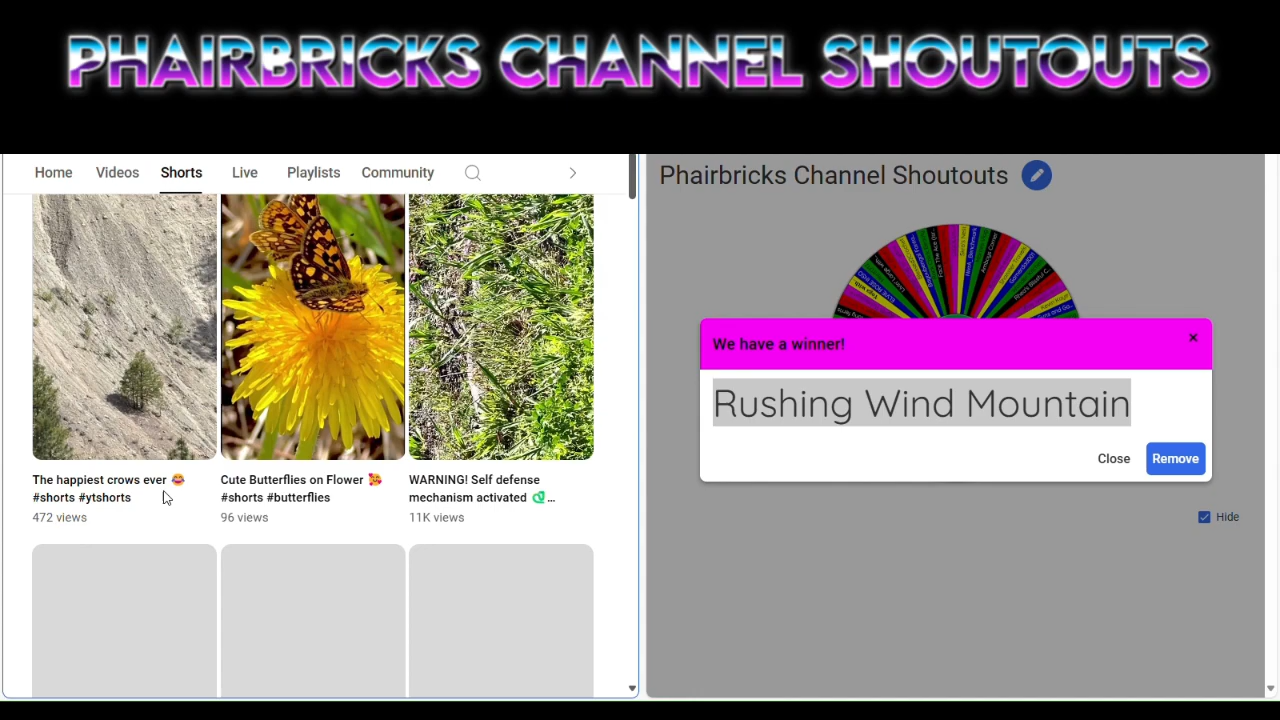 PHAIRBRICKS CHANNEL SHOUTOUTS
Home Videos Shorts Live Playlists Community
The happiest crows ever 😂
#shorts #ytshorts
472 views
Cute Butterflies on Flower 🥰
#shorts #butterflies
96 views
WARNING! Self defense
mechanism activated ...
11K views
Phairbricks Channel Shoutouts
We have a winner!
×
Rushing Wind Mountain
Close Remove
Hide